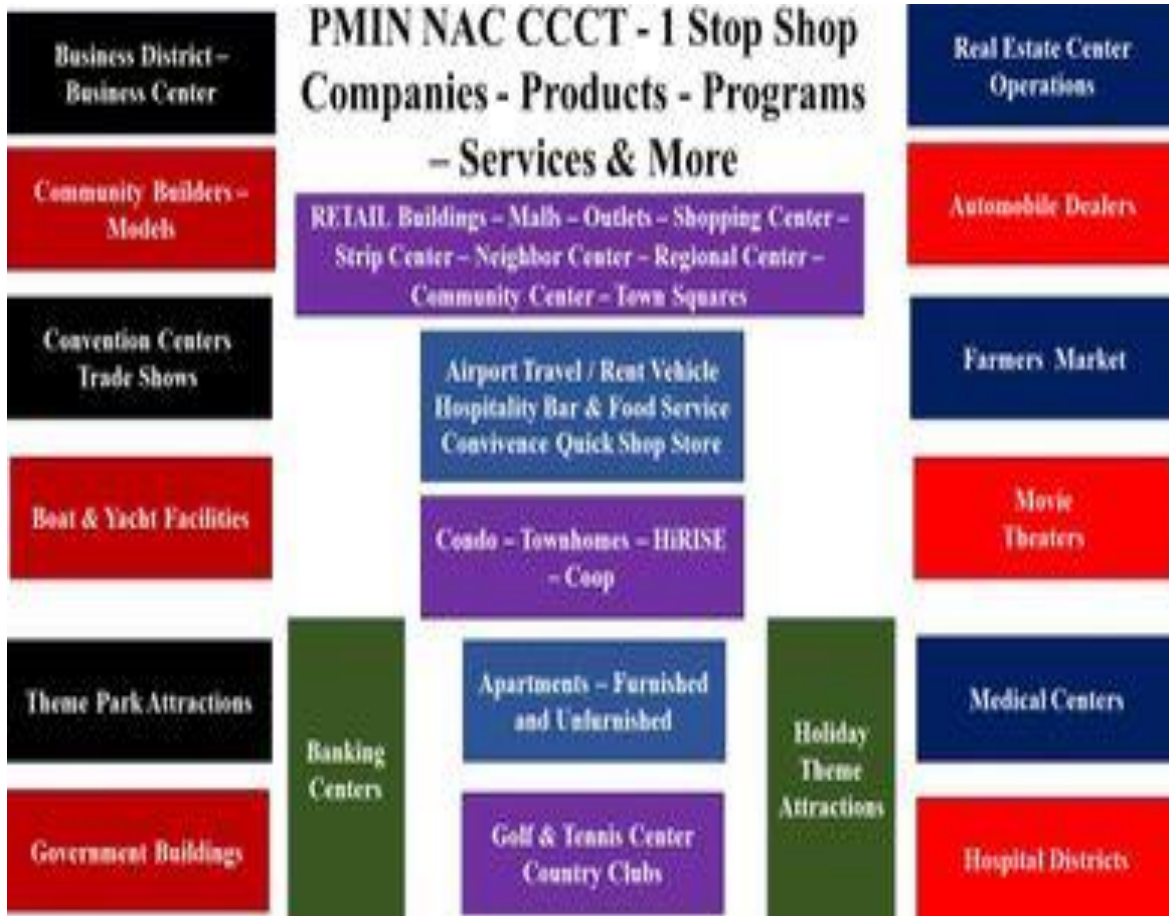 PMIN NAC CCCT - 1 Stop Shop
Companies - Products - Programs
– Services & More
Business District –
Business Center
Community Builders –
Models
Convention Centers
Trade Shows
Boat & Yacht Facilities
Theme Park Attractions
Government Buildings
RETAIL Buildings – Malls – Outlets – Shopping Center –
Strip Center – Neighbor Center – Regional Center –
Community Center – Town Squares
Airport Travel / Rent Vehicle
Hospitality Bar & Food Service
Convivence Quick Shop Store
Condo – Townhomes – HiRISE
– Coop
Banking
Centers
Apartments – Furnished
and Unfurnished
Golf & Tennis Center
Country Clubs
Holiday
Theme
Attractions
Real Estate Center
Operations
Automobile Dealers
Farmers Market
Movie
Theaters
Medical Centers
Hospital Districts